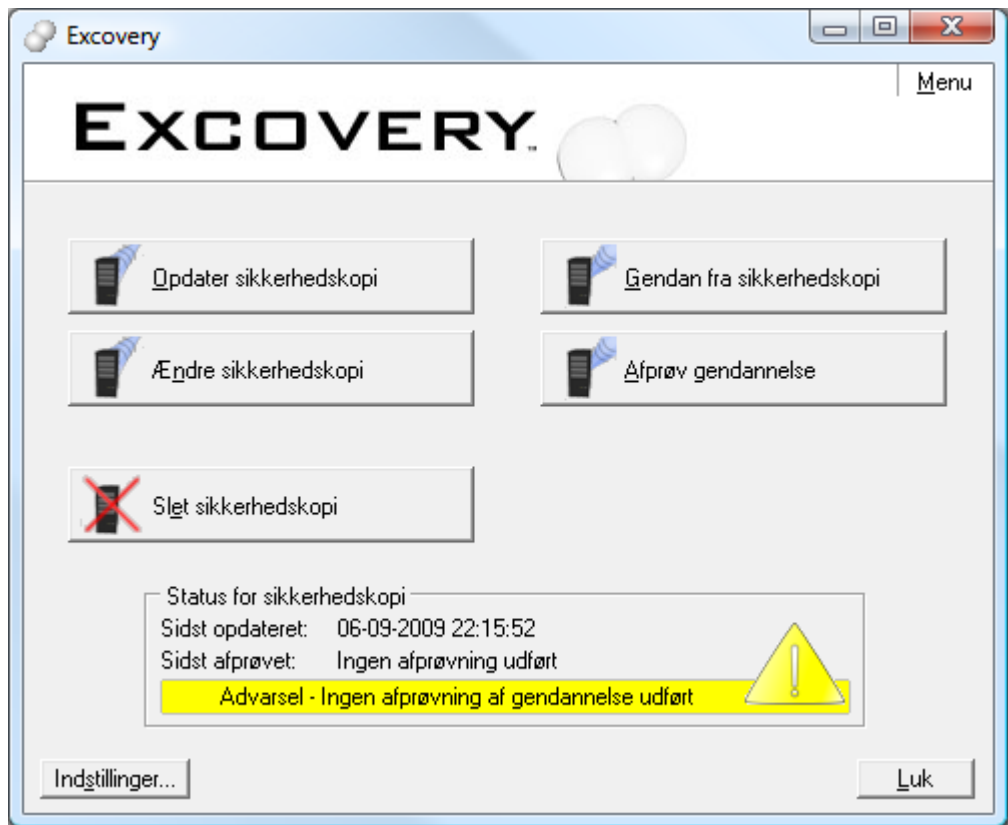 Excovery
Menu
EXCOVERY™
Opdater sikkerhedskopi
Gendan fra sikkerhedskopi
Ændre sikkerhedskopi
Afprøv gendannelse
Slet sikkerhedskopi
Status for sikkerhedskopi
Sidst opdateret: 06-09-2009 22:15:52
Sidst afprøvet: Ingen afprøvning udført
Advarsel - Ingen afprøvning af gendannelse udført
Indstillinger...
Luk